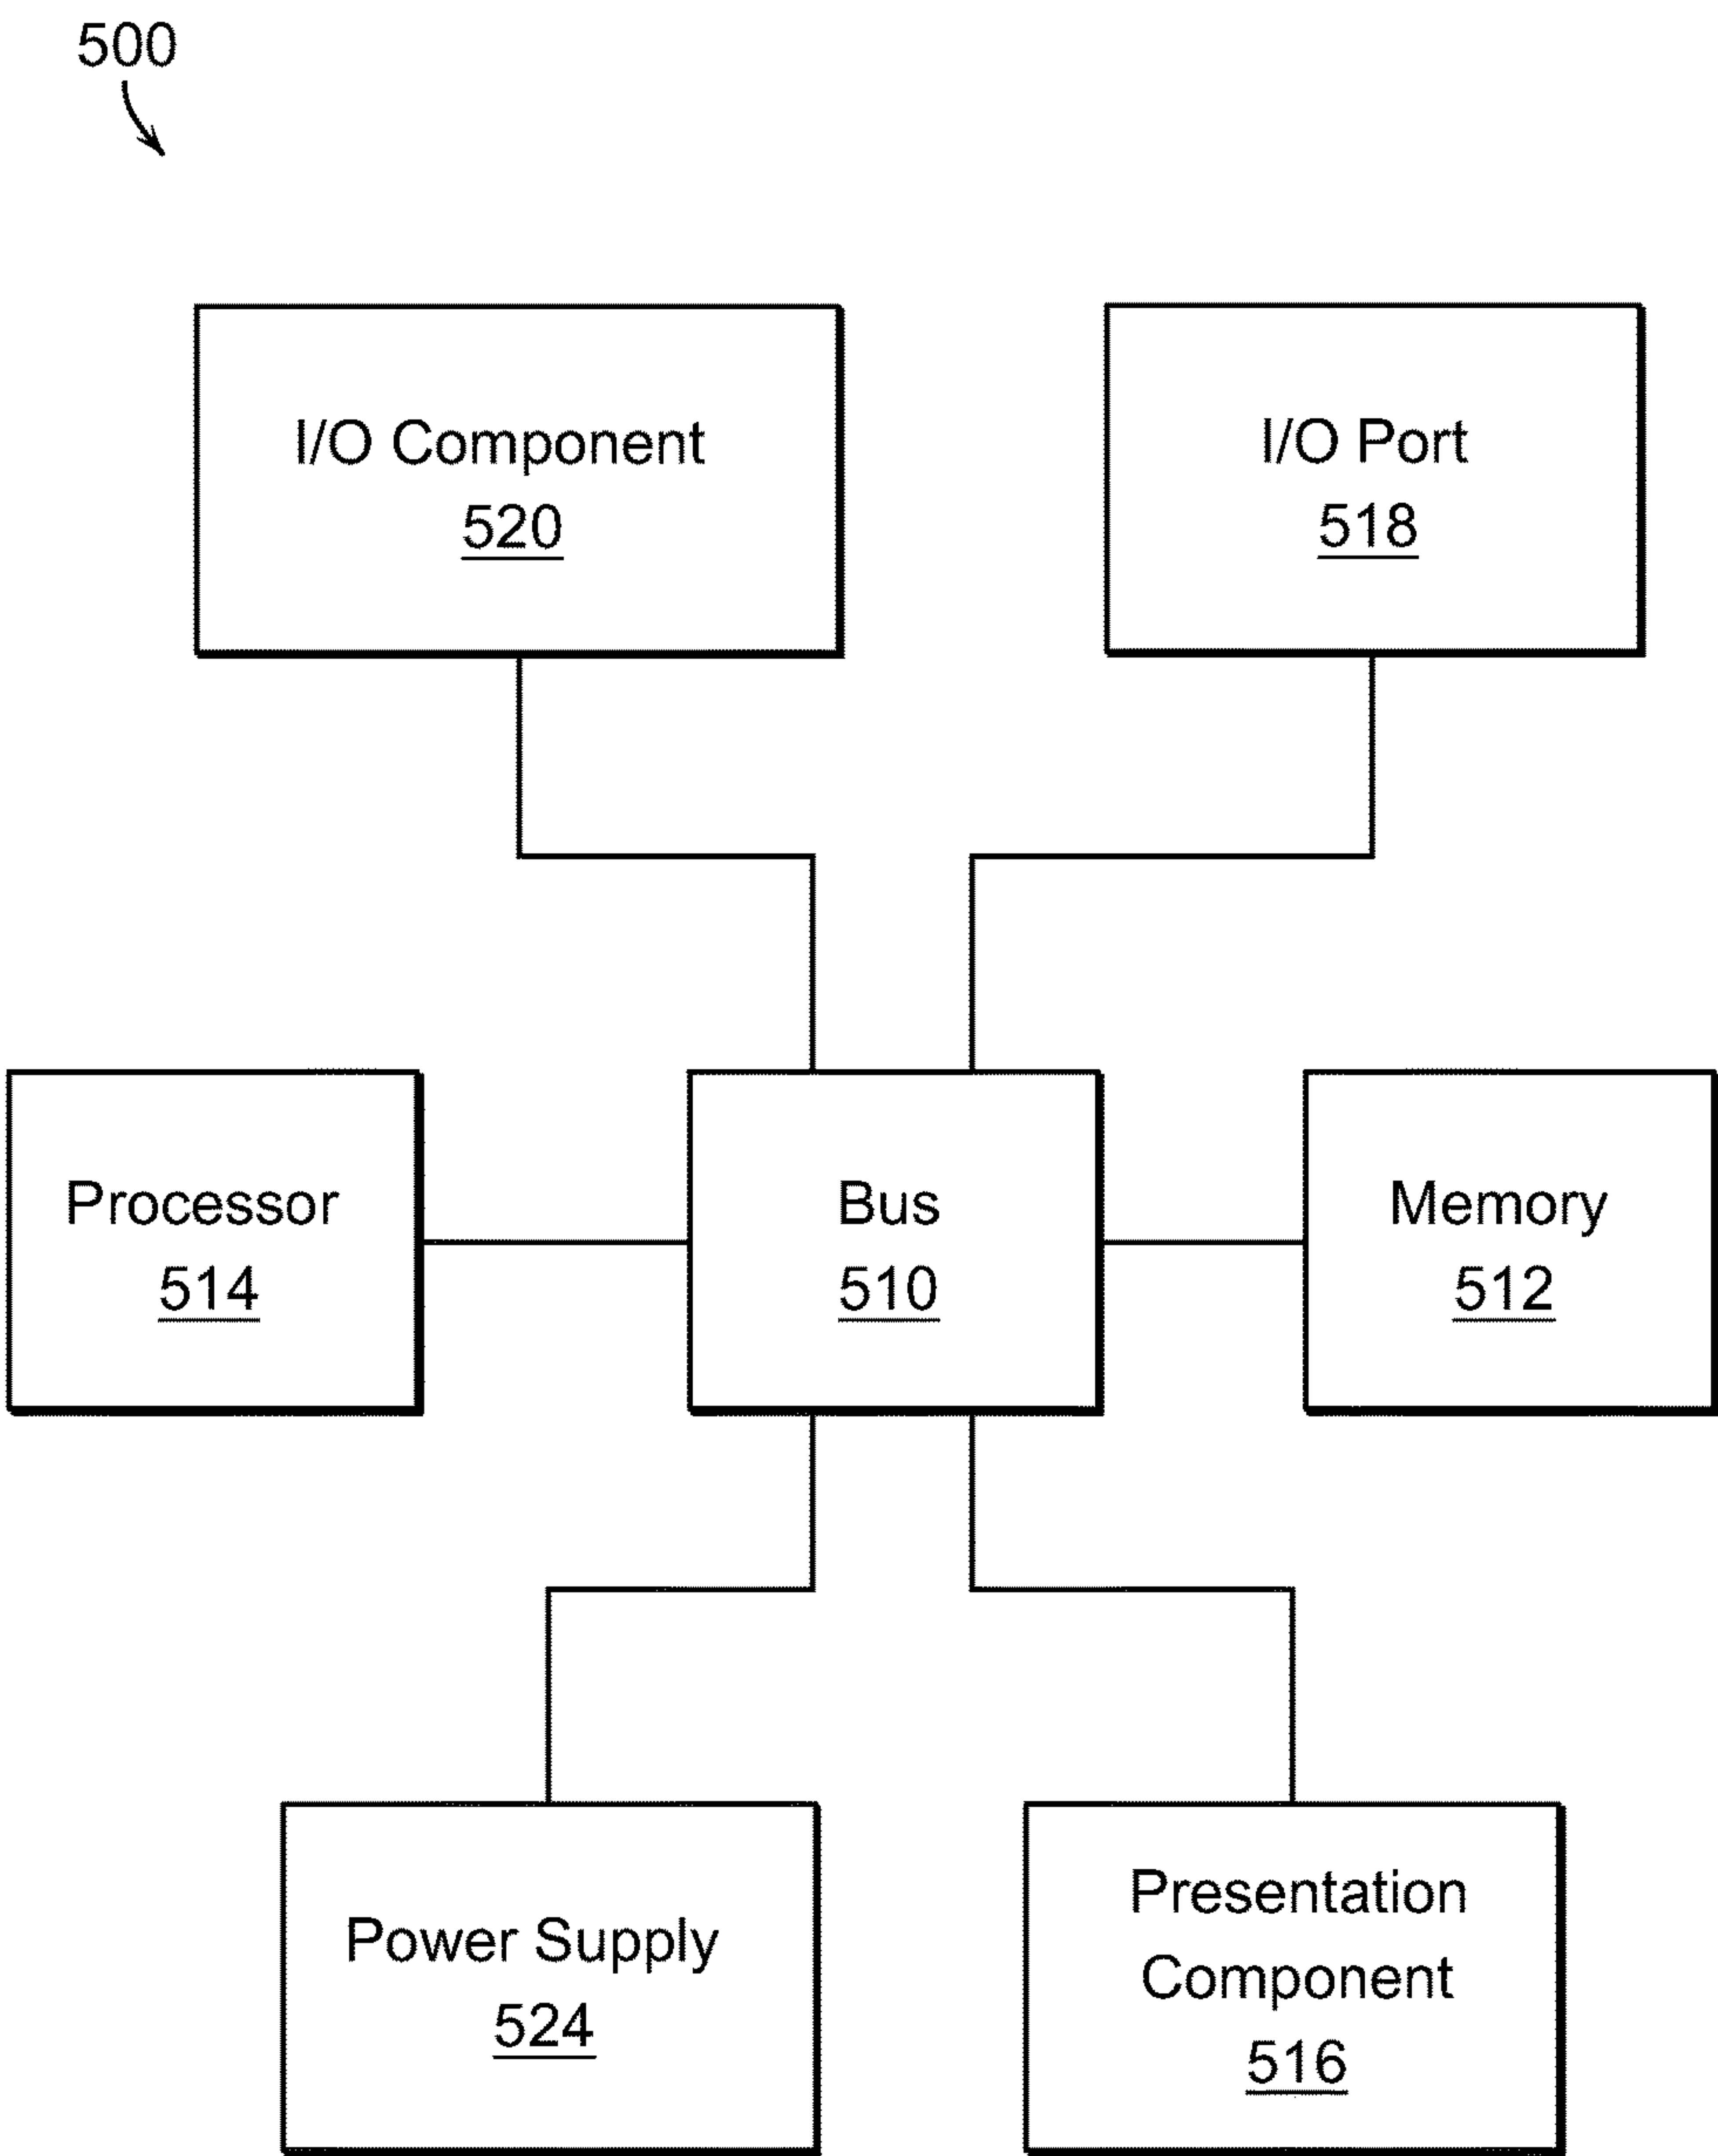 500
I/O Component
520
I/O Port
518
Processor
514
Bus
510
Memory
512
Power Supply
524
Presentation
Component
516